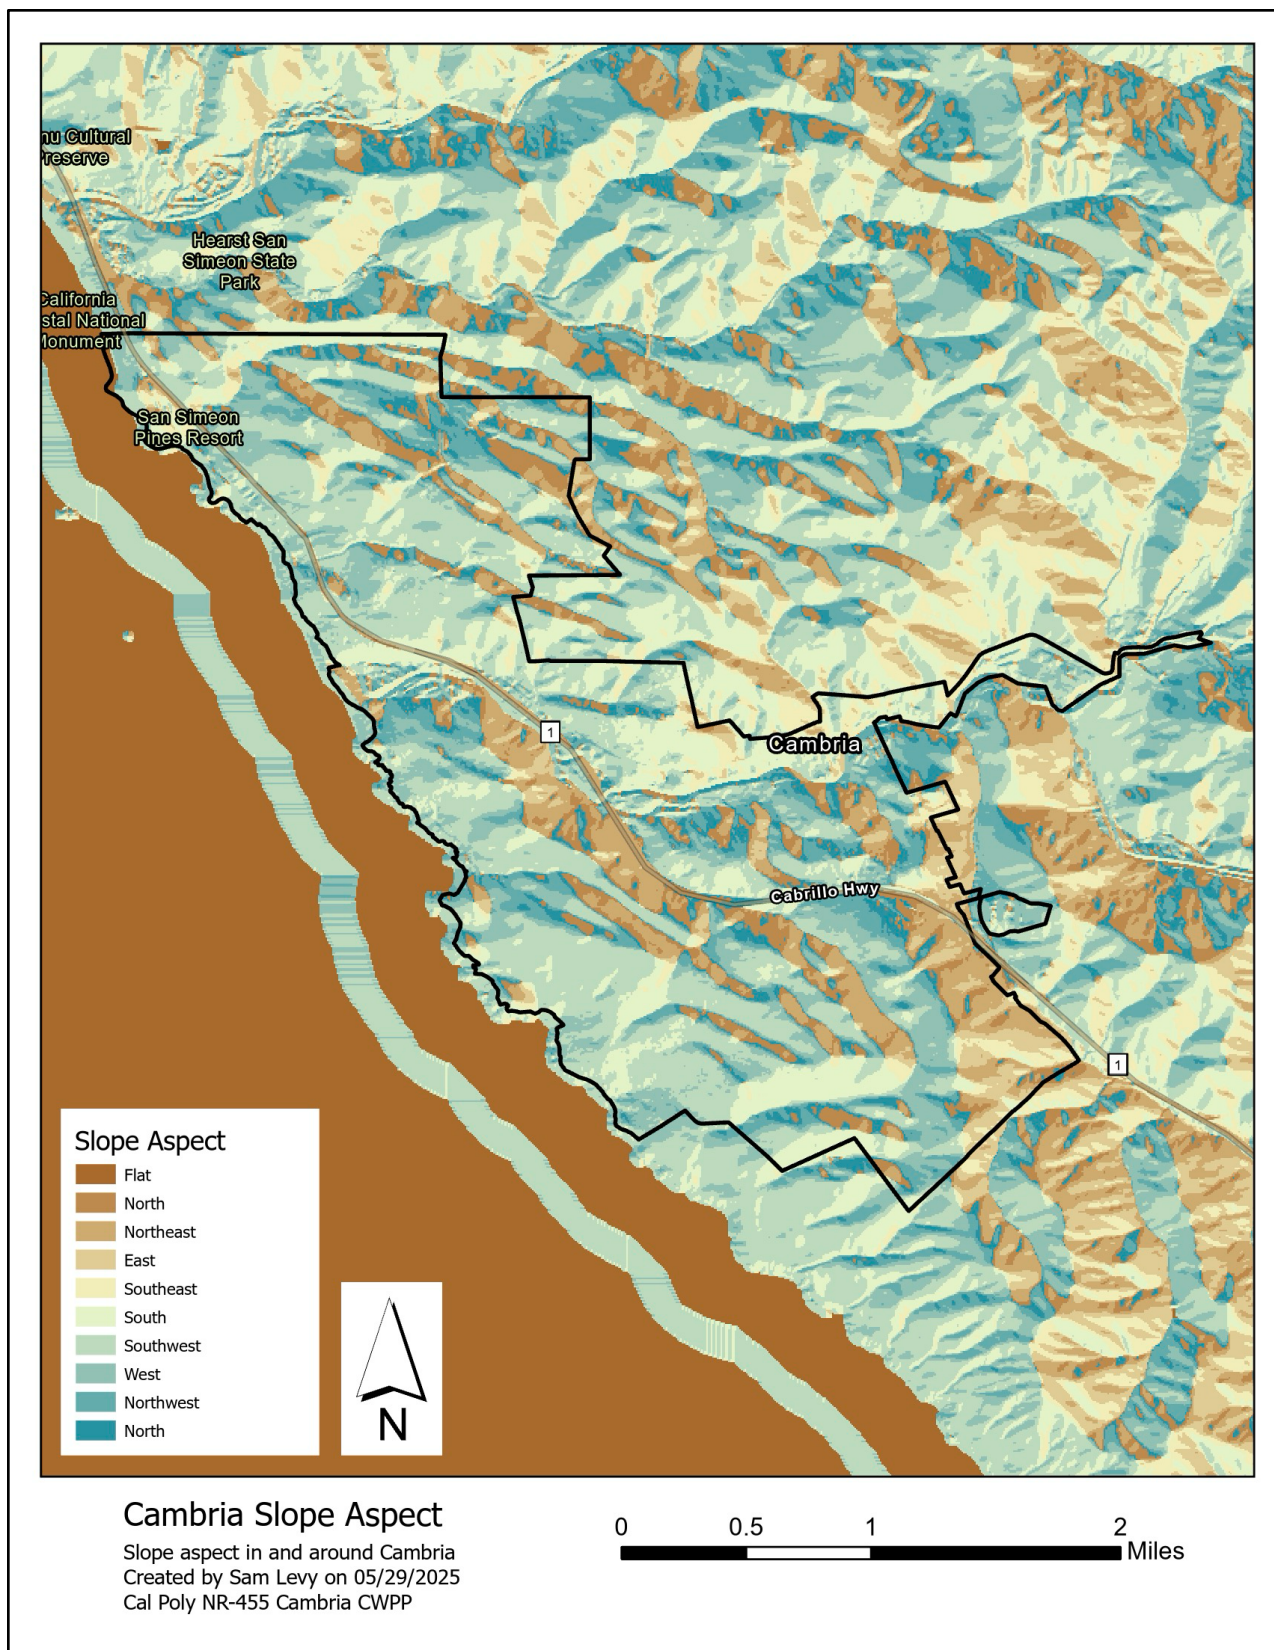 nu Cultural
Preserve
Hearst San
Simeon State
Park
California
stal National
Monument
San Simeon
Pines Resort
1
Cambria
Cabrillo Hwy
1
Slope Aspect
Flat
North
Northeast
East
Southeast
South
Southwest
West
Northwest
North
N
Cambria Slope Aspect
Slope aspect in and around Cambria
Created by Sam Levy on 05/29/2025
Cal Poly NR-455 Cambria CWPP
0 0.5 1 2
Miles